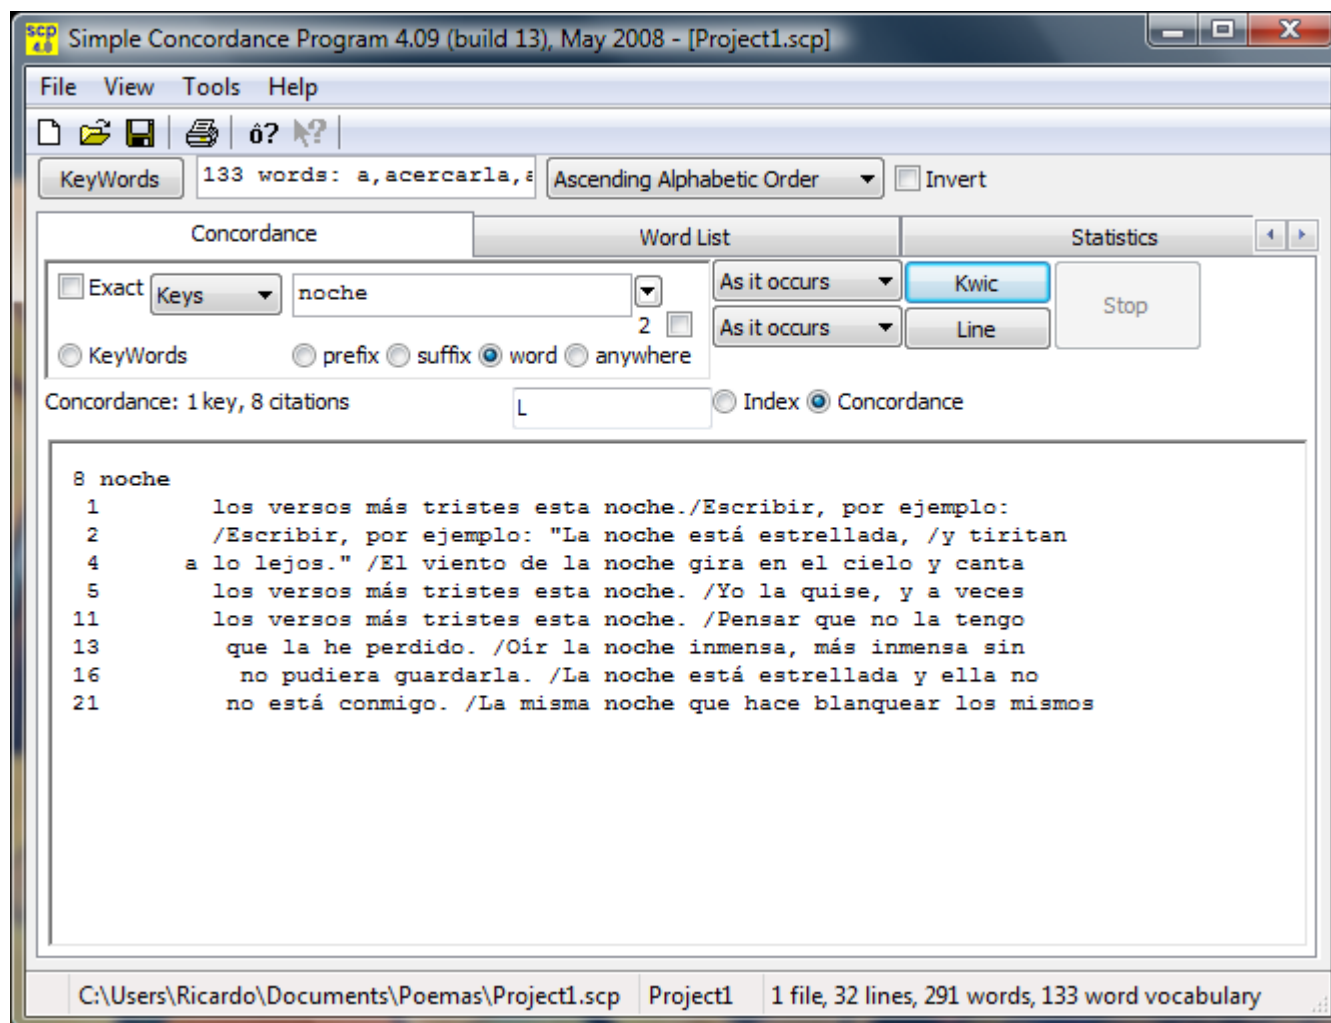 scp 4.0 Simple Concordance Program 4.09 (build 13), May 2008 - [Project1.scp]
File View Tools Help
ô? ?
KeyWords 133 words: a,acercarla, Ascending Alphabetic Order Invert
Concordance Word List Statistics
Exact Keys noche As it occurs Kwic Stop
2 As it occurs Line
KeyWords prefix suffix word anywhere
Concordance: 1 key, 8 citations L Index Concordance
8 noche
1 los versos más tristes esta noche./Escribir, por ejemplo:
2 /Escribir, por ejemplo: "La noche está estrellada, /y tiritan
4 a lo lejos." /El viento de la noche gira en el cielo y canta
5 los versos más tristes esta noche. /Yo la quise, y a veces
11 los versos más tristes esta noche. /Pensar que no la tengo
13 que la he perdido. /Oír la noche inmensa, más inmensa sin
16 no pudiera guardarla. /La noche está estrellada y ella no
21 no está conmigo. /La misma noche que hace blanquear los mismos
C:\Users\Ricardo\Documents\Poemas\Project1.scp Project1 1 file, 32 lines, 291 words, 133 word vocabulary